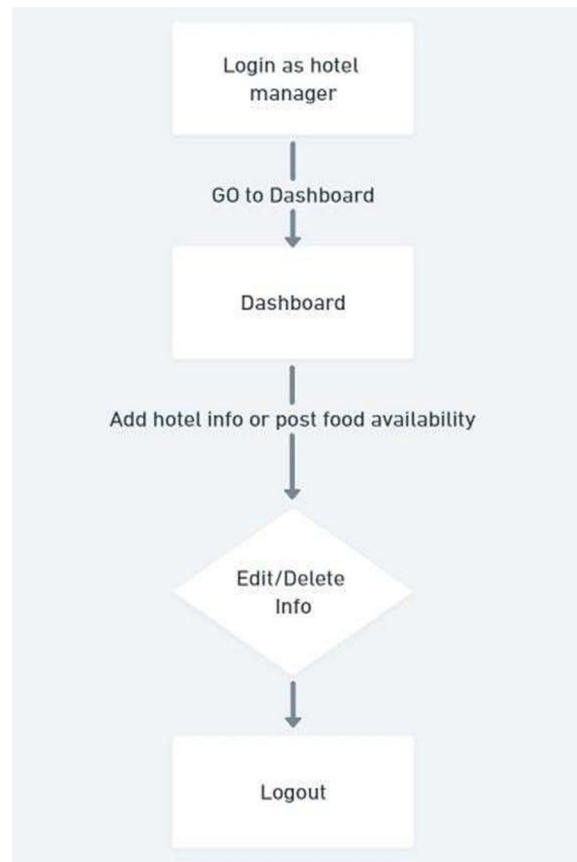 Login as hotel
manager
GO to Dashboard
Dashboard
Add hotel info or post food availability
Edit/Delete
Info
Logout